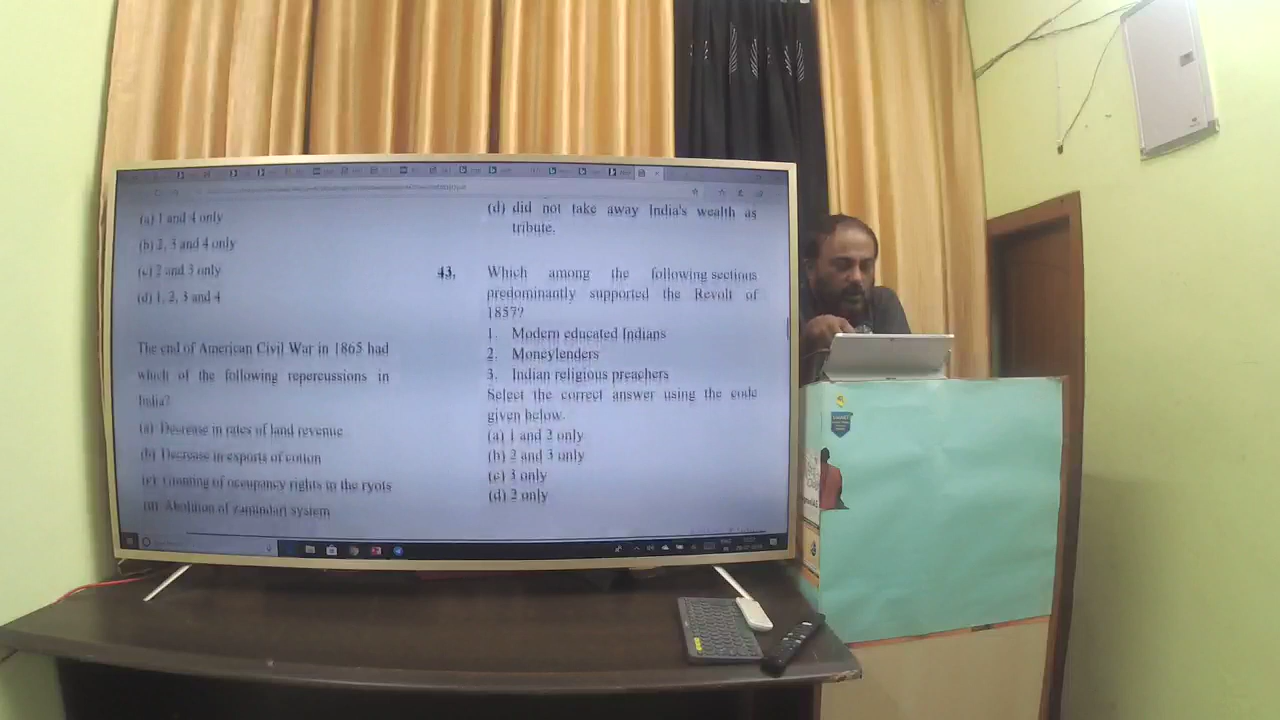 (a) 1 and 4 only
(b) 2, 3 and 4 only
(c) 2 and 3 only
(d) 1, 2, 3 and 4
The end of American Civil War in 1865 had
which of the following repercussions in
India?
(a) Decrease in rates of land revenue
(b) Decrease in exports of cotton
(c) Granting of occupancy rights to the ryots
(d) Abolition of zamindari system
(d) did not take away India's wealth as
tribute.
43. Which among the following sections
predominantly supported the Revolt of
1857?
1. Modern educated Indians
2. Moneylenders
3. Indian religious preachers
Select the correct answer using the code
given below.
(a) 1 and 2 only
(b) 2 and 3 only
(c) 3 only
(d) 2 only